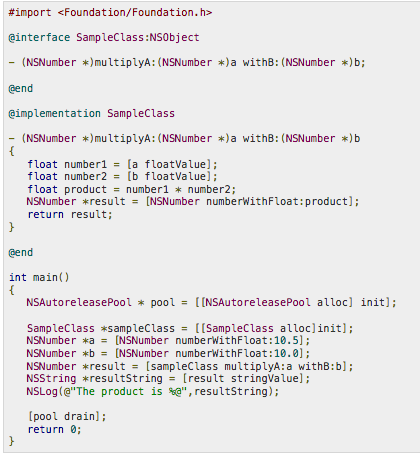 #import <Foundation/Foundation.h>
@interface SampleClass:NSObject
- (NSNumber *)multiplyA:(NSNumber *)a withB:(NSNumber *)b;
@end
@implementation SampleClass
- (NSNumber *)multiplyA:(NSNumber *)a withB:(NSNumber *)b
{
   float number1 = [a floatValue];
   float number2 = [b floatValue];
   float product = number1 * number2;
   NSNumber *result = [NSNumber numberWithFloat:product];
   return result;
}
@end
int main()
{
   NSAutoreleasePool * pool = [[NSAutoreleasePool alloc] init];
   SampleClass *sampleClass = [[SampleClass alloc]init];
   NSNumber *a = [NSNumber numberWithFloat:10.5];
   NSNumber *b = [NSNumber numberWithFloat:10.0];
   NSNumber *result = [sampleClass multiplyA:a withB:b];
   NSString *resultString = [result stringValue];
   NSLog(@"The product is %@",resultString);
   [pool drain];
   return 0;
}